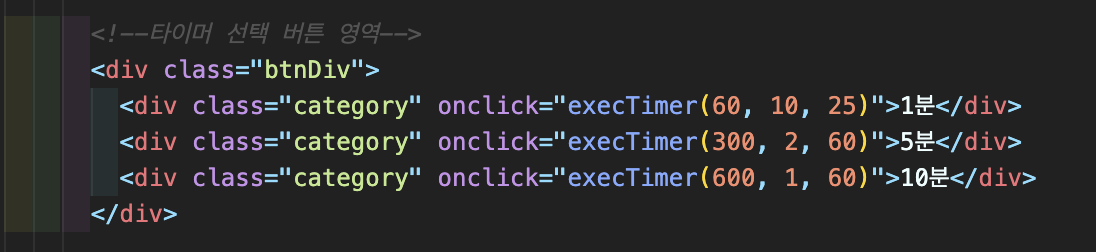 <!--타이머 선택 버튼 영역-->
<div class="btnDiv">
<div class="category" onclick="execTimer(60, 10, 25)">1분</div>
<div class="category" onclick="execTimer(300, 2, 60)">5분</div>
<div class="category" onclick="execTimer(600, 1, 60)">10분</div>
</div>